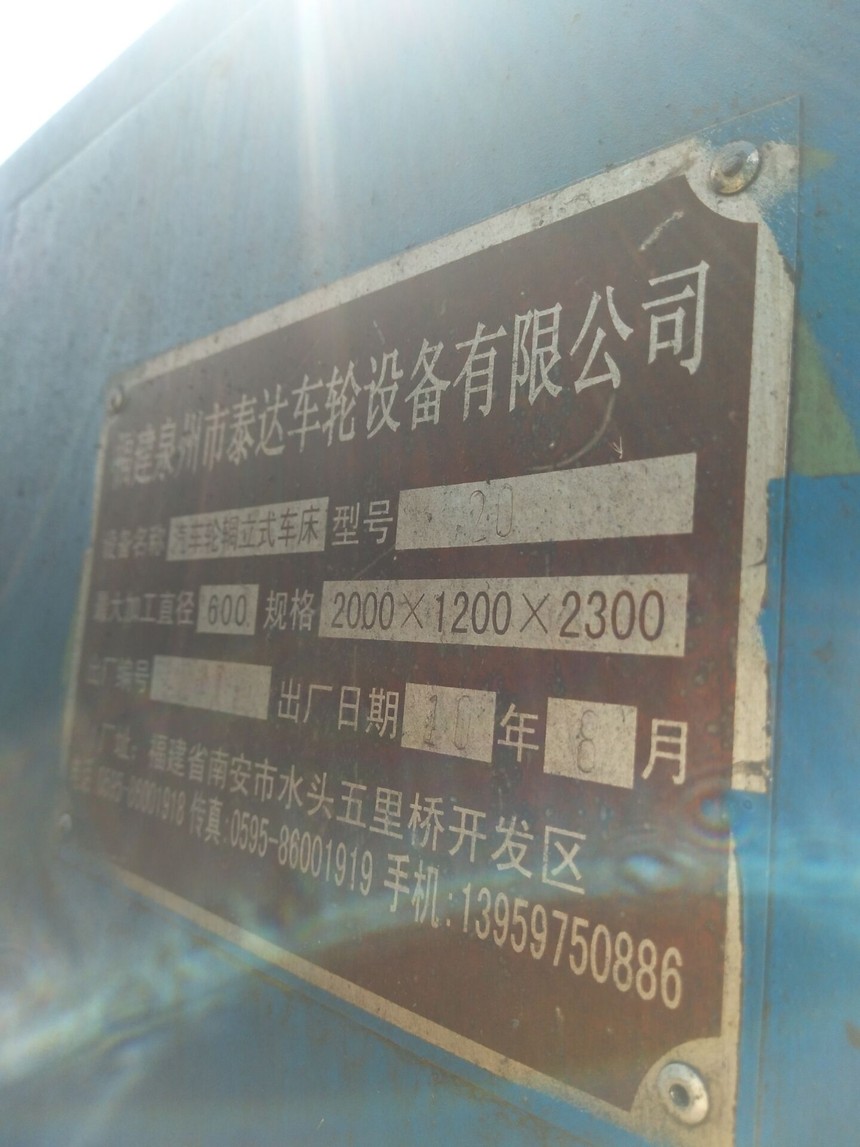 福建泉州市泰达车轮设备有限公司
设备名称 汽车轮辋立式车床 型号 20
最大加工直径 600 规格 2000×1200×2300
出厂编号 出厂日期 10 年 8 月
厂址：福建省南安市水头五里桥开发区
电话:0595-86001918 传真:0595-86001919 手机:13959750886